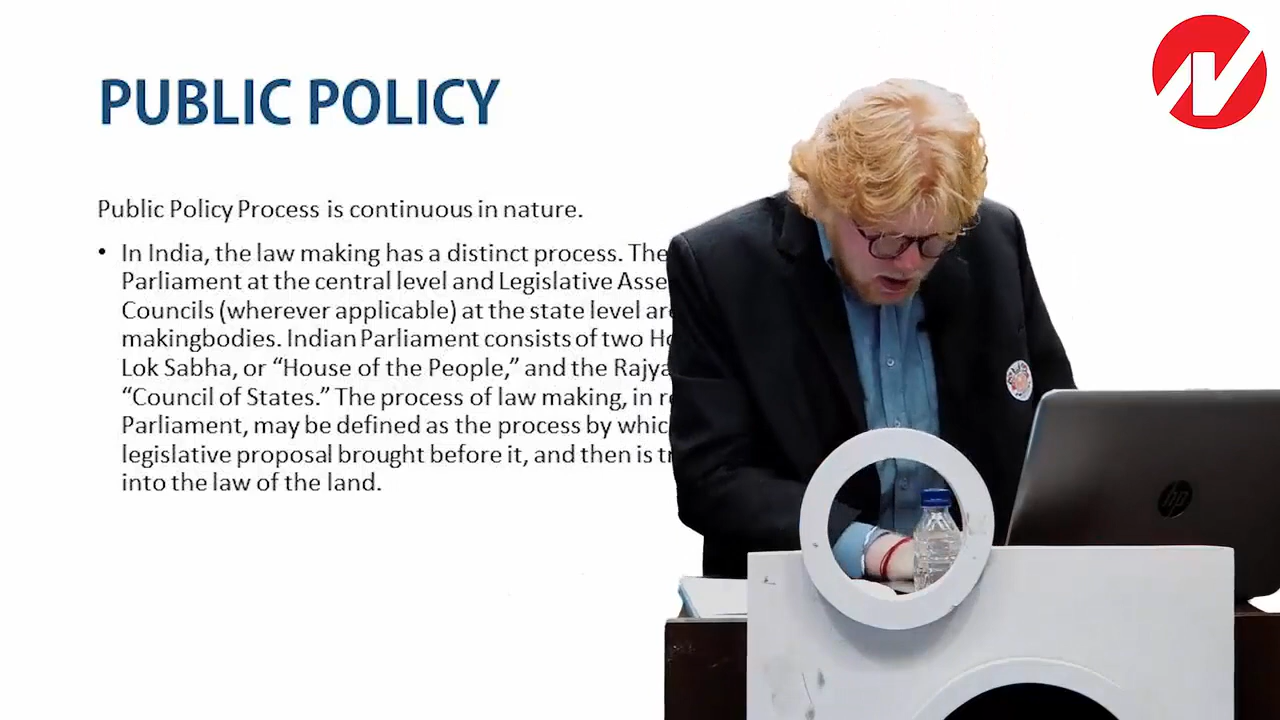 PUBLIC POLICY
Public Policy Process is continuous in nature.
• In India, the law making has a distinct process. The
Parliament at the central level and Legislative Asse
Councils (wherever applicable) at the state level are
makingbodies. Indian Parliament consists of two Ho
Lok Sabha, or “House of the People,” and the Rajya
“Council of States.” The process of law making, in re
Parliament, may be defined as the process by which
legislative proposal brought before it, and then is tr
into the law of the land.
hp